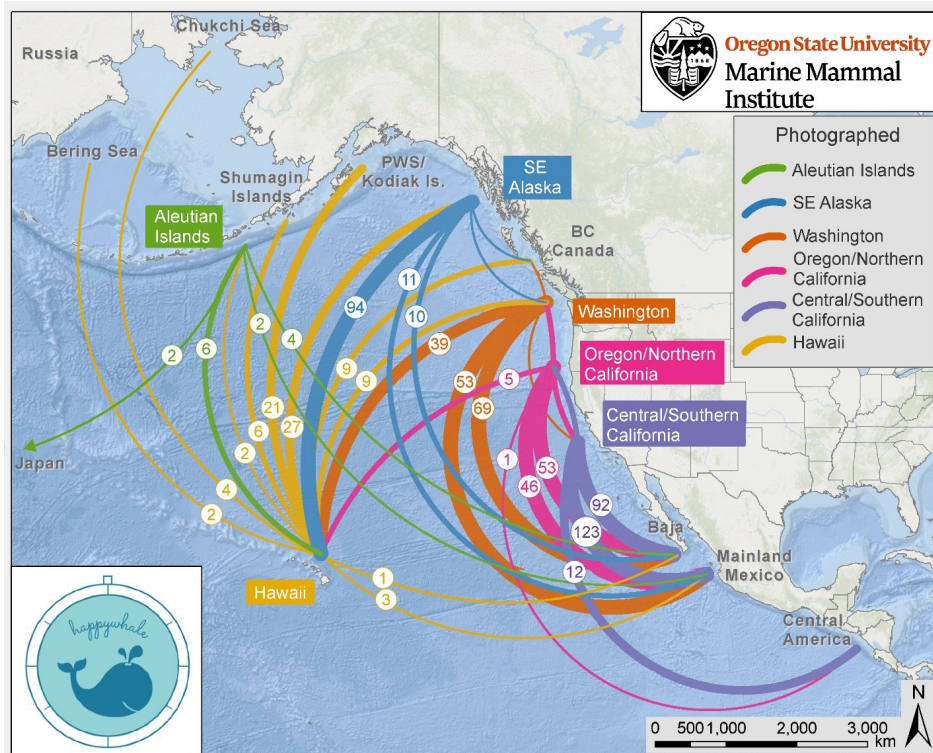 Chukchi Sea
Russia
Bering Sea
Shumagin
Islands
PWS/
Kodiak Is.
SE
Alaska
BC
Canada
Aleutian
Islands
Washington
Oregon/Northern
California
Central/Southern
California
Japan
Hawaii
Baja
Mainland
Mexico
Central
America
94
11
10
2
6
2
4
39
9
9
53
69
5
21
6
27
2
1
53
46
92
123
12
4
2
1
3
Oregon State University
Marine Mammal
Institute
Photographed
Aleutian Islands
SE Alaska
Washington
Oregon/Northern
California
Central/Southern
California
Hawaii
happywhale
N
0 500 1,000 2,000 3,000
km